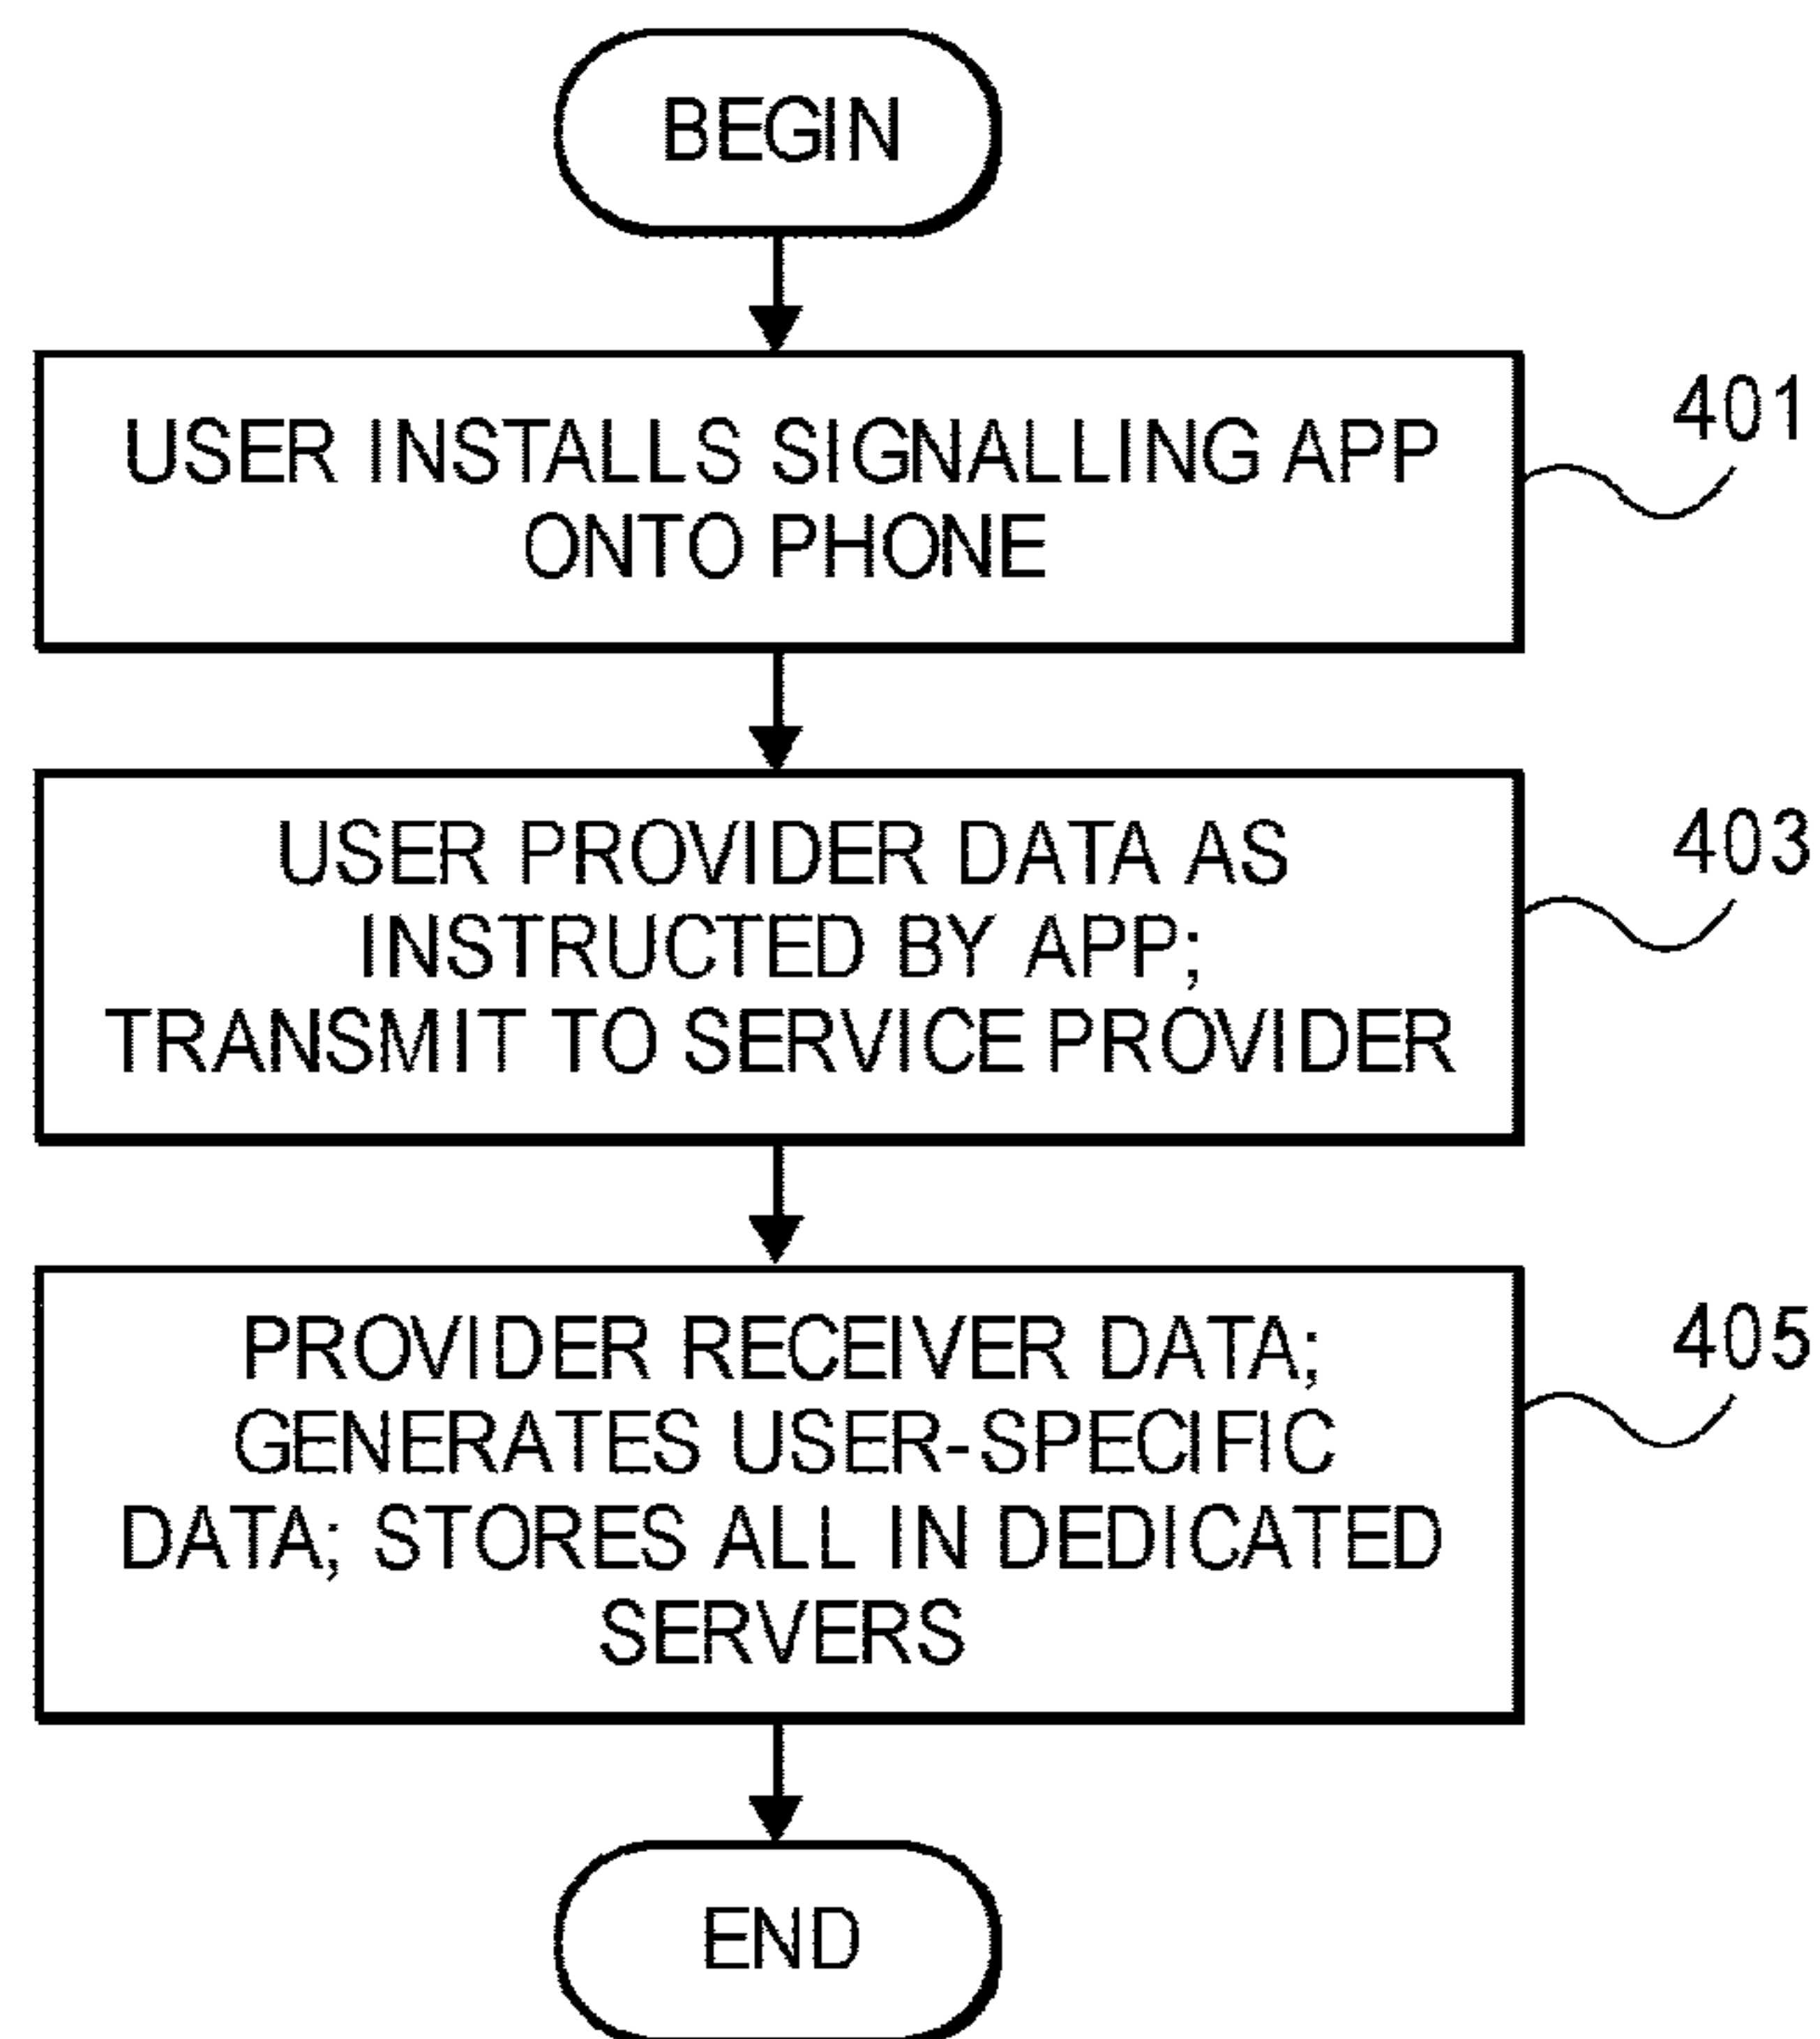 BEGIN
USER INSTALLS SIGNALLING APP
ONTO PHONE
401
USER PROVIDER DATA AS
INSTRUCTED BY APP;
TRANSMIT TO SERVICE PROVIDER
403
PROVIDER RECEIVER DATA;
GENERATES USER-SPECIFIC
DATA; STORES ALL IN DEDICATED
SERVERS
405
END